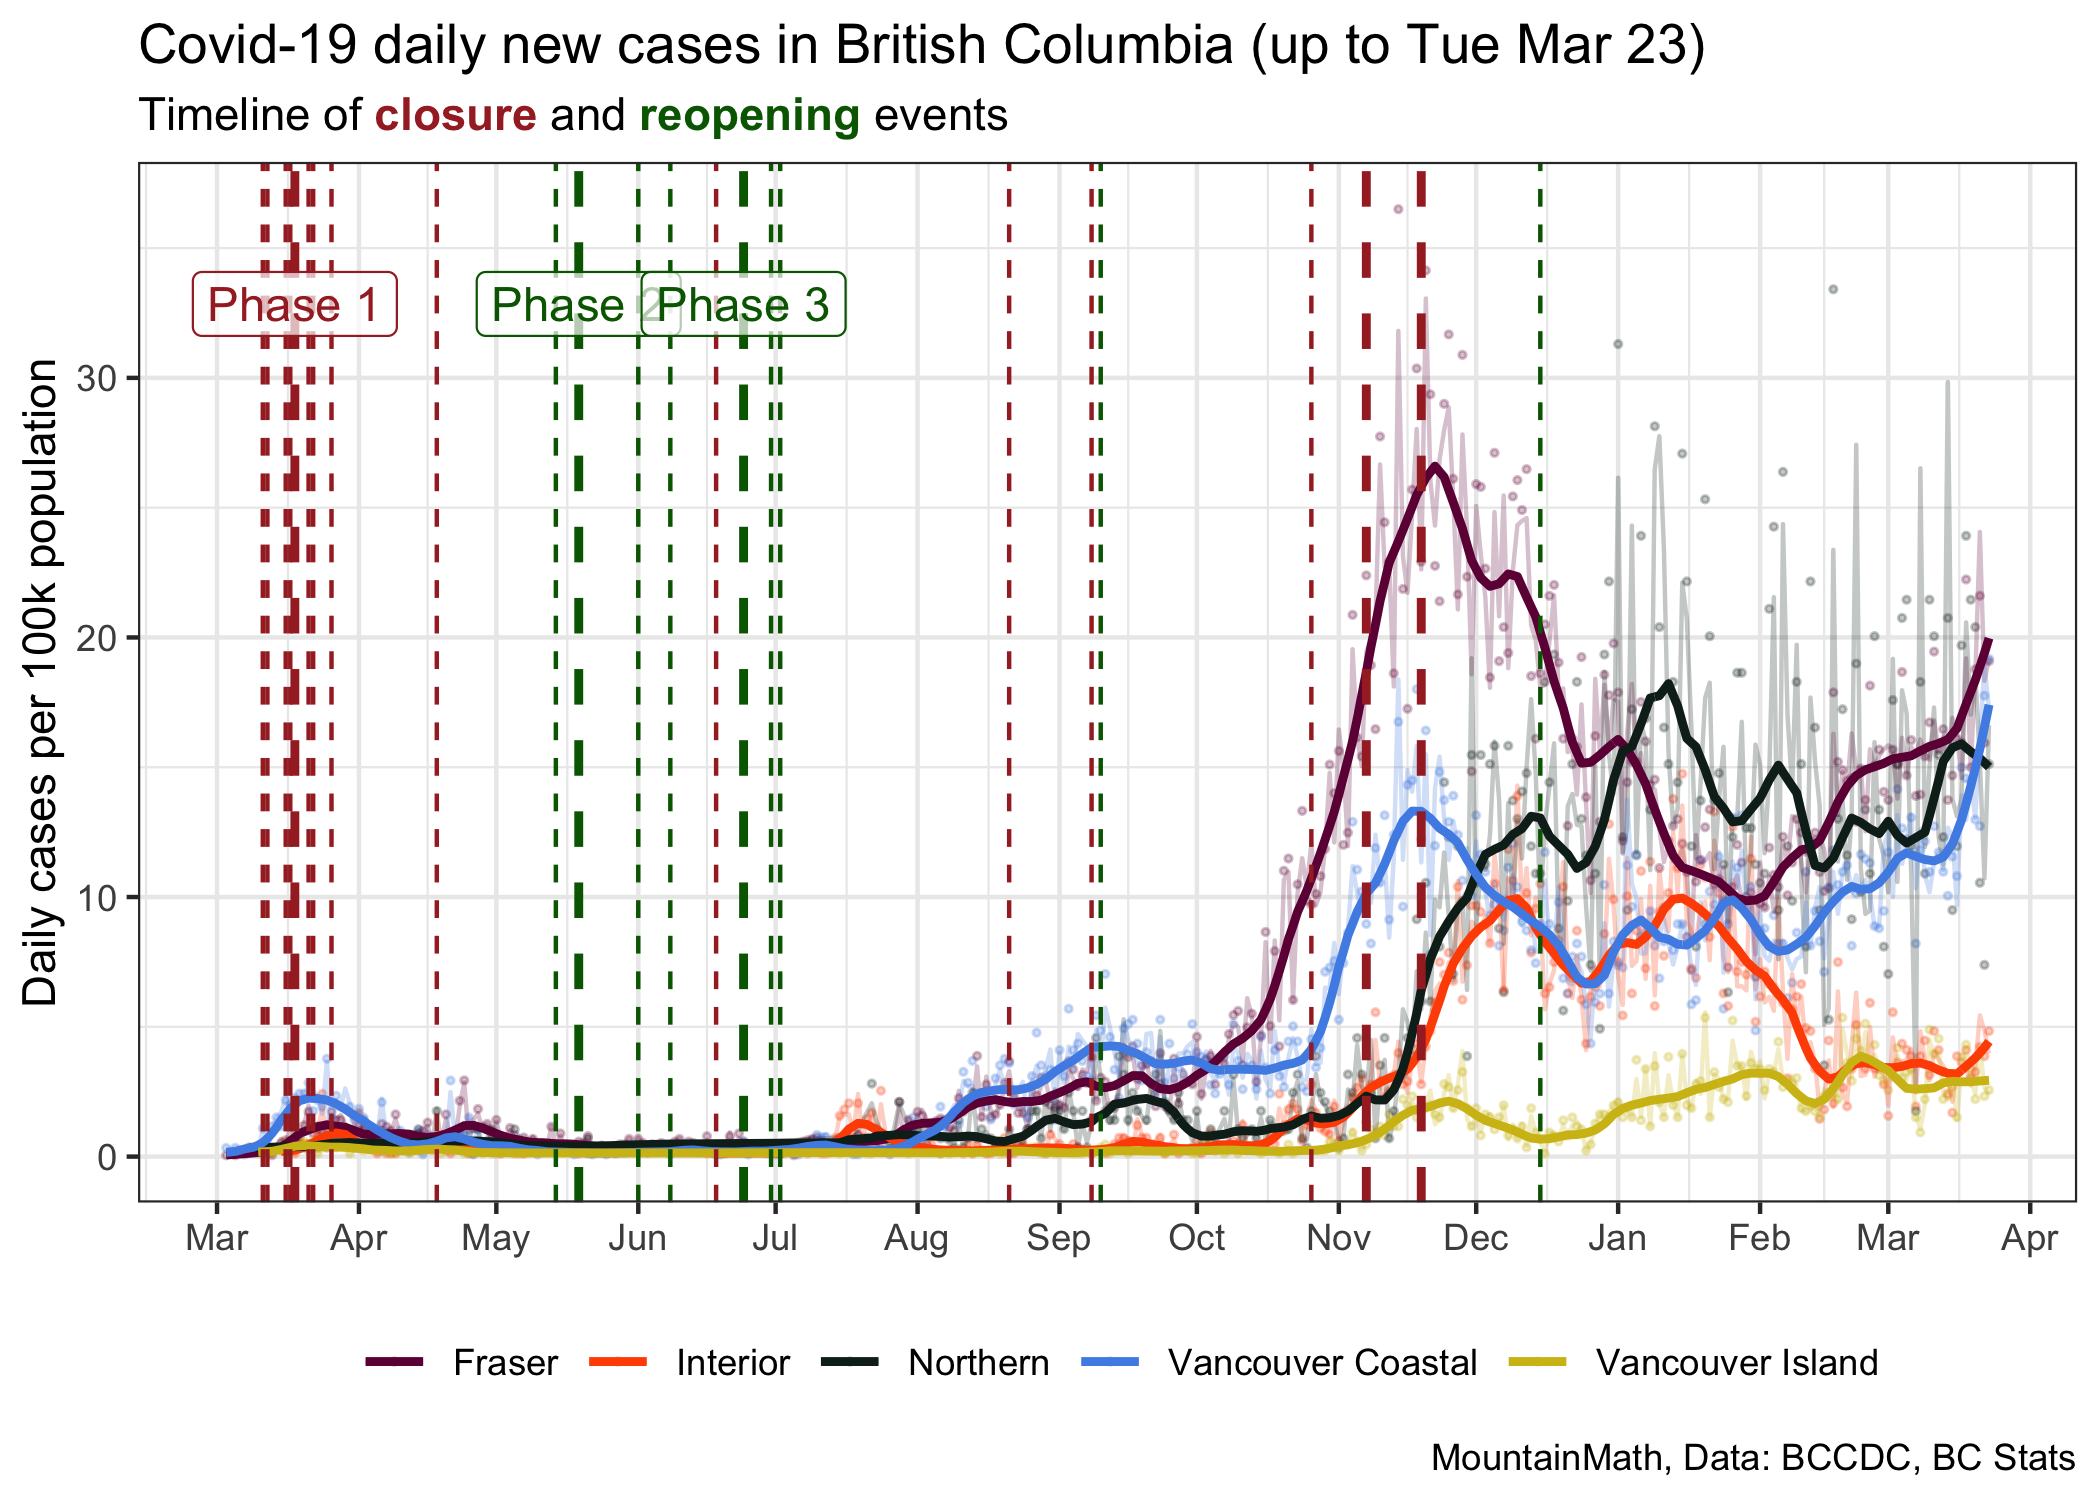 Covid-19 daily new cases in British Columbia (up to Tue Mar 23)
Timeline of closure and reopening events
Daily cases per 100k population
30
20
10
0
Phase 1
Phase 2
Phase 3
Mar Apr May Jun Jul Aug Sep Oct Nov Dec Jan Feb Mar Apr
Fraser Interior Northern Vancouver Coastal Vancouver Island
MountainMath, Data: BCCDC, BC Stats